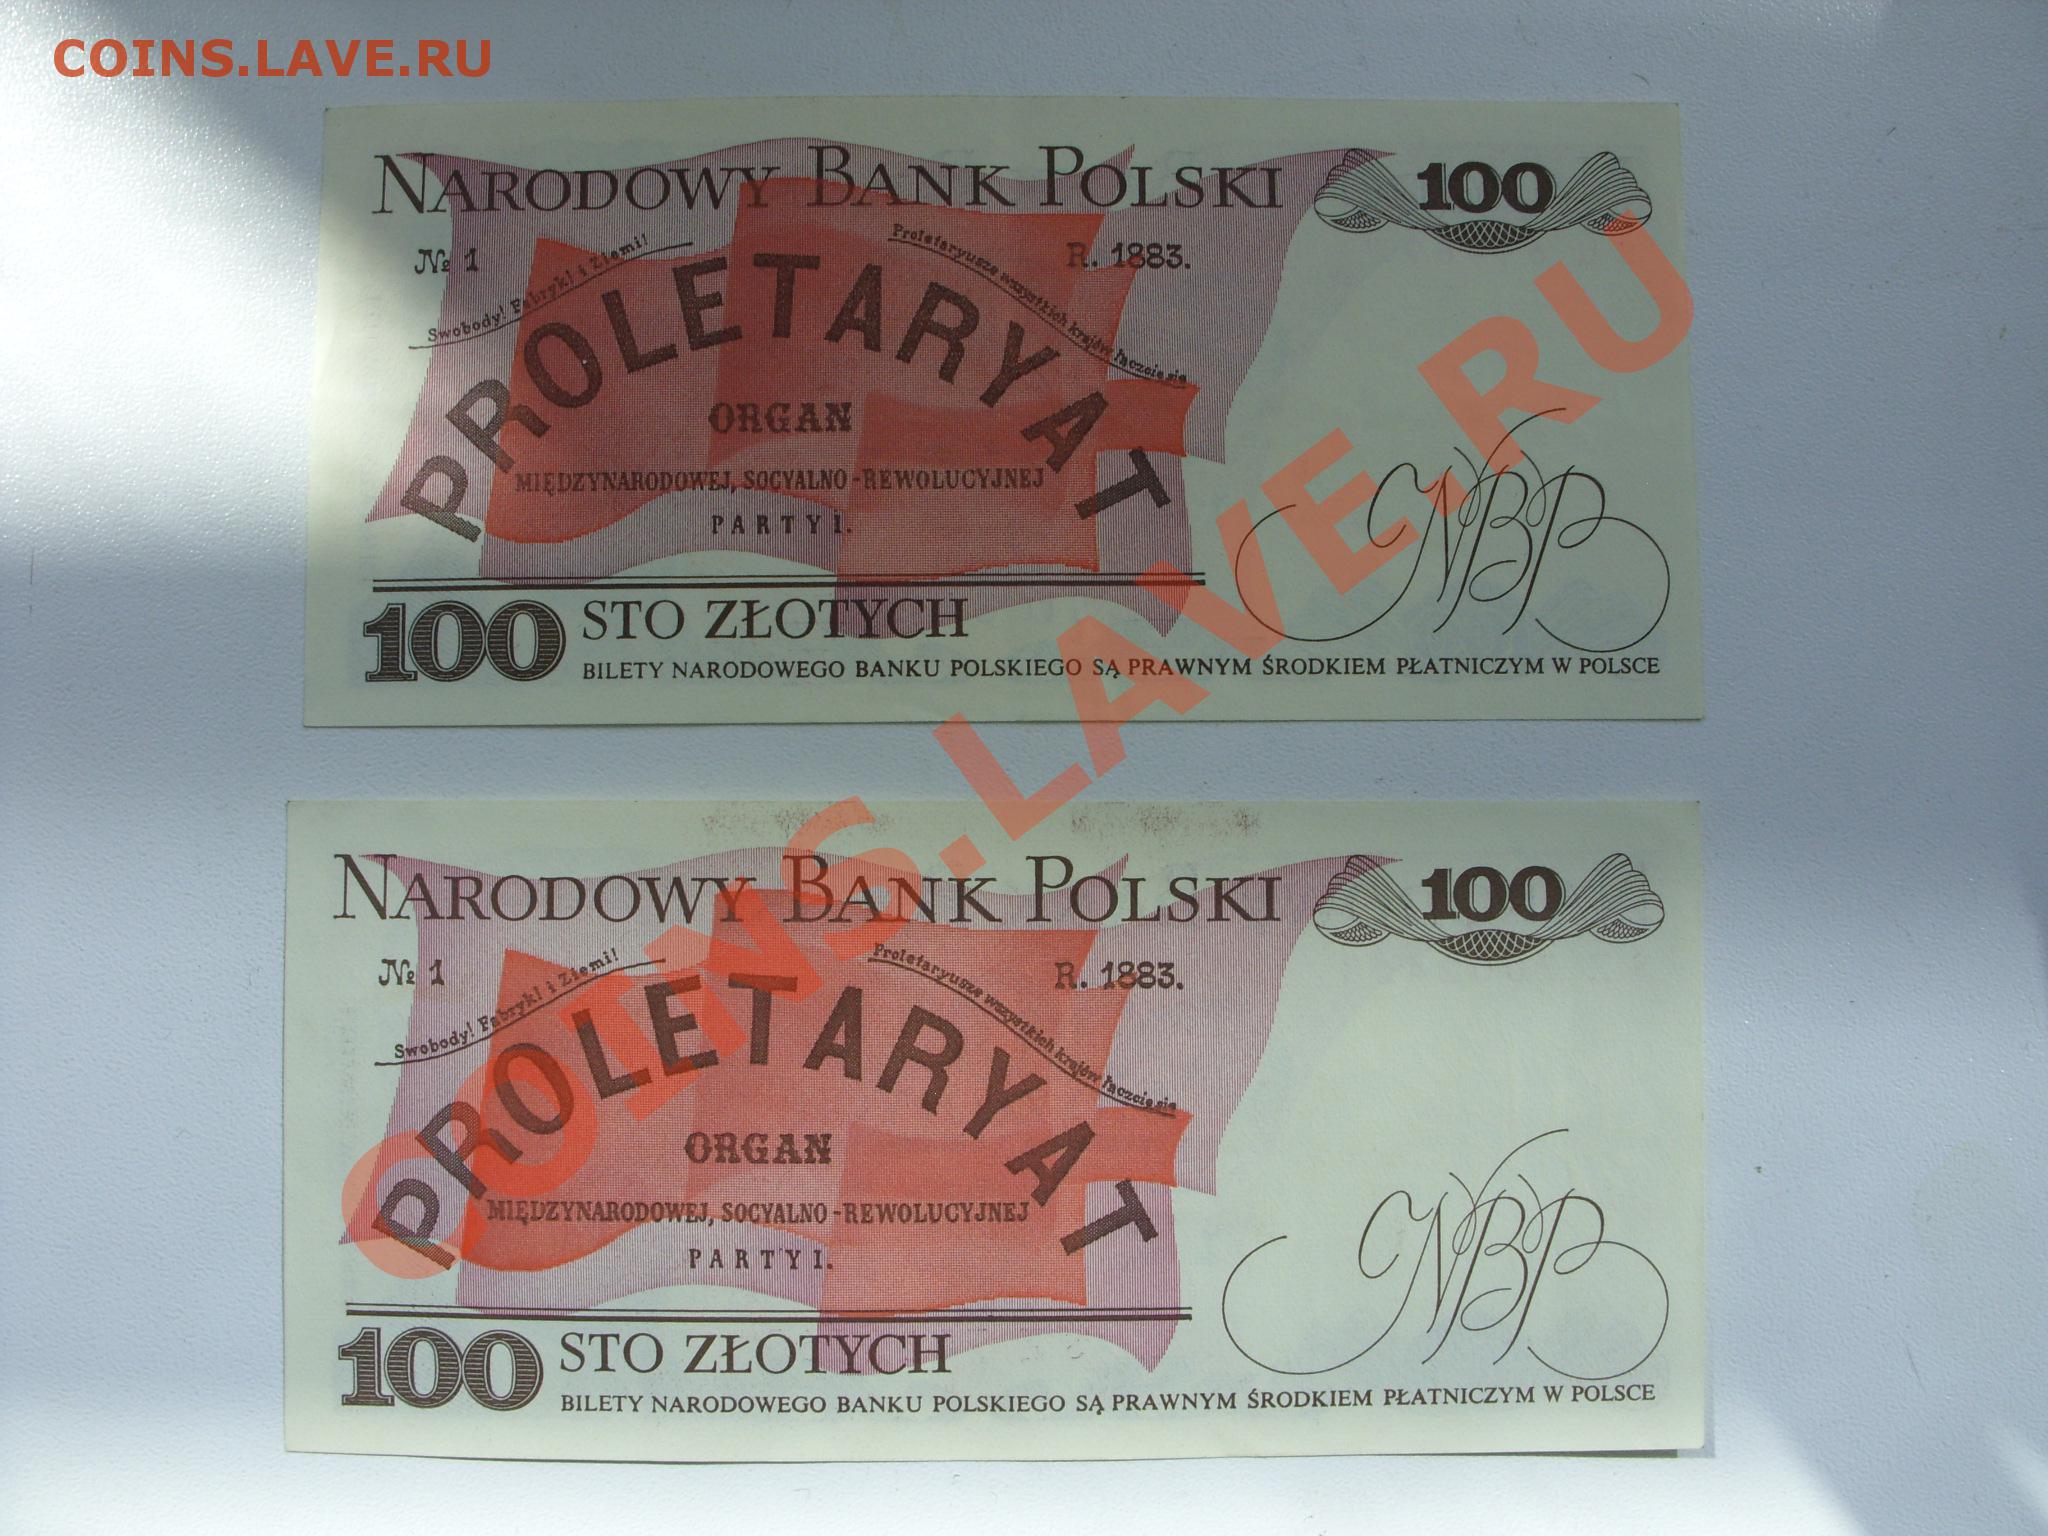 COINS.LAVE.RU
NARODOWY BANK POLSKI 100
№ 1 Swobody! Fabryk! i Ziemi! Proletaryusze wszystkich krajów łączcie się R. 1883.
PROLETARYAT
ORGAN
MIĘDZYNARODOWEJ, SOCYALNO-REWOLUCYJNEJ
PARTYI.
NBP
100 STO ZŁOTYCH
BILETY NARODOWEGO BANKU POLSKIEGO SĄ PRAWNYM ŚRODKIEM PŁATNICZYM W POLSCE
COINS.LAVE.RU
NARODOWY BANK POLSKI 100
№ 1 Swobody! Fabryk! i Ziemi! Proletaryusze wszystkich krajów łączcie się R. 1883.
PROLETARYAT
ORGAN
MIĘDZYNARODOWEJ, SOCYALNO-REWOLUCYJNEJ
PARTYI.
NBP
100 STO ZŁOTYCH
BILETY NARODOWEGO BANKU POLSKIEGO SĄ PRAWNYM ŚRODKIEM PŁATNICZYM W POLSCE